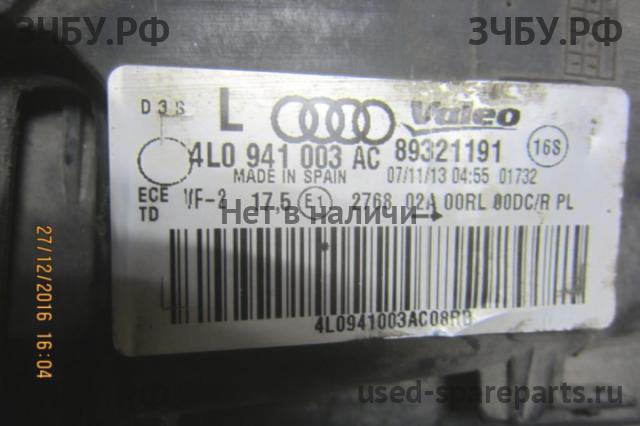 ЗЧБУ.РФ ЗЧБУ.РФ
D3S L Valeo
4L0 941 003 AC 89321191 16S
MADE IN SPAIN 07/11/13 04:55 01732
ECE VF-2 17,5 E1 2768 02A 00RL 80DC/R PL
TD
Нет в наличии
4L0941003AC08RB
27/12/2016 16:04
used-spareparts.ru